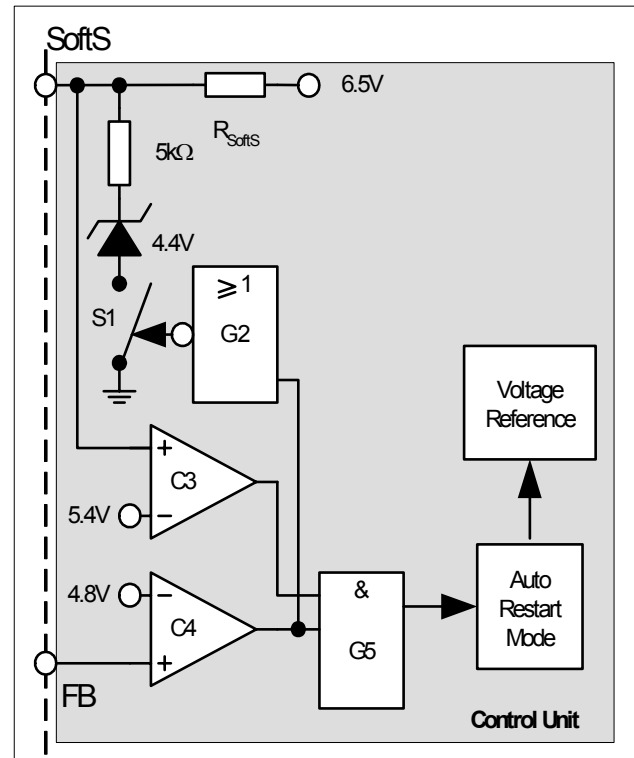 SoftS
6.5V
R_SoftS
5kΩ
4.4V
≥1
G2
S1
Voltage
Reference
+
C3
5.4V
−
4.8V
−
&
C4
G5
Auto
Restart
Mode
+
FB
Control Unit